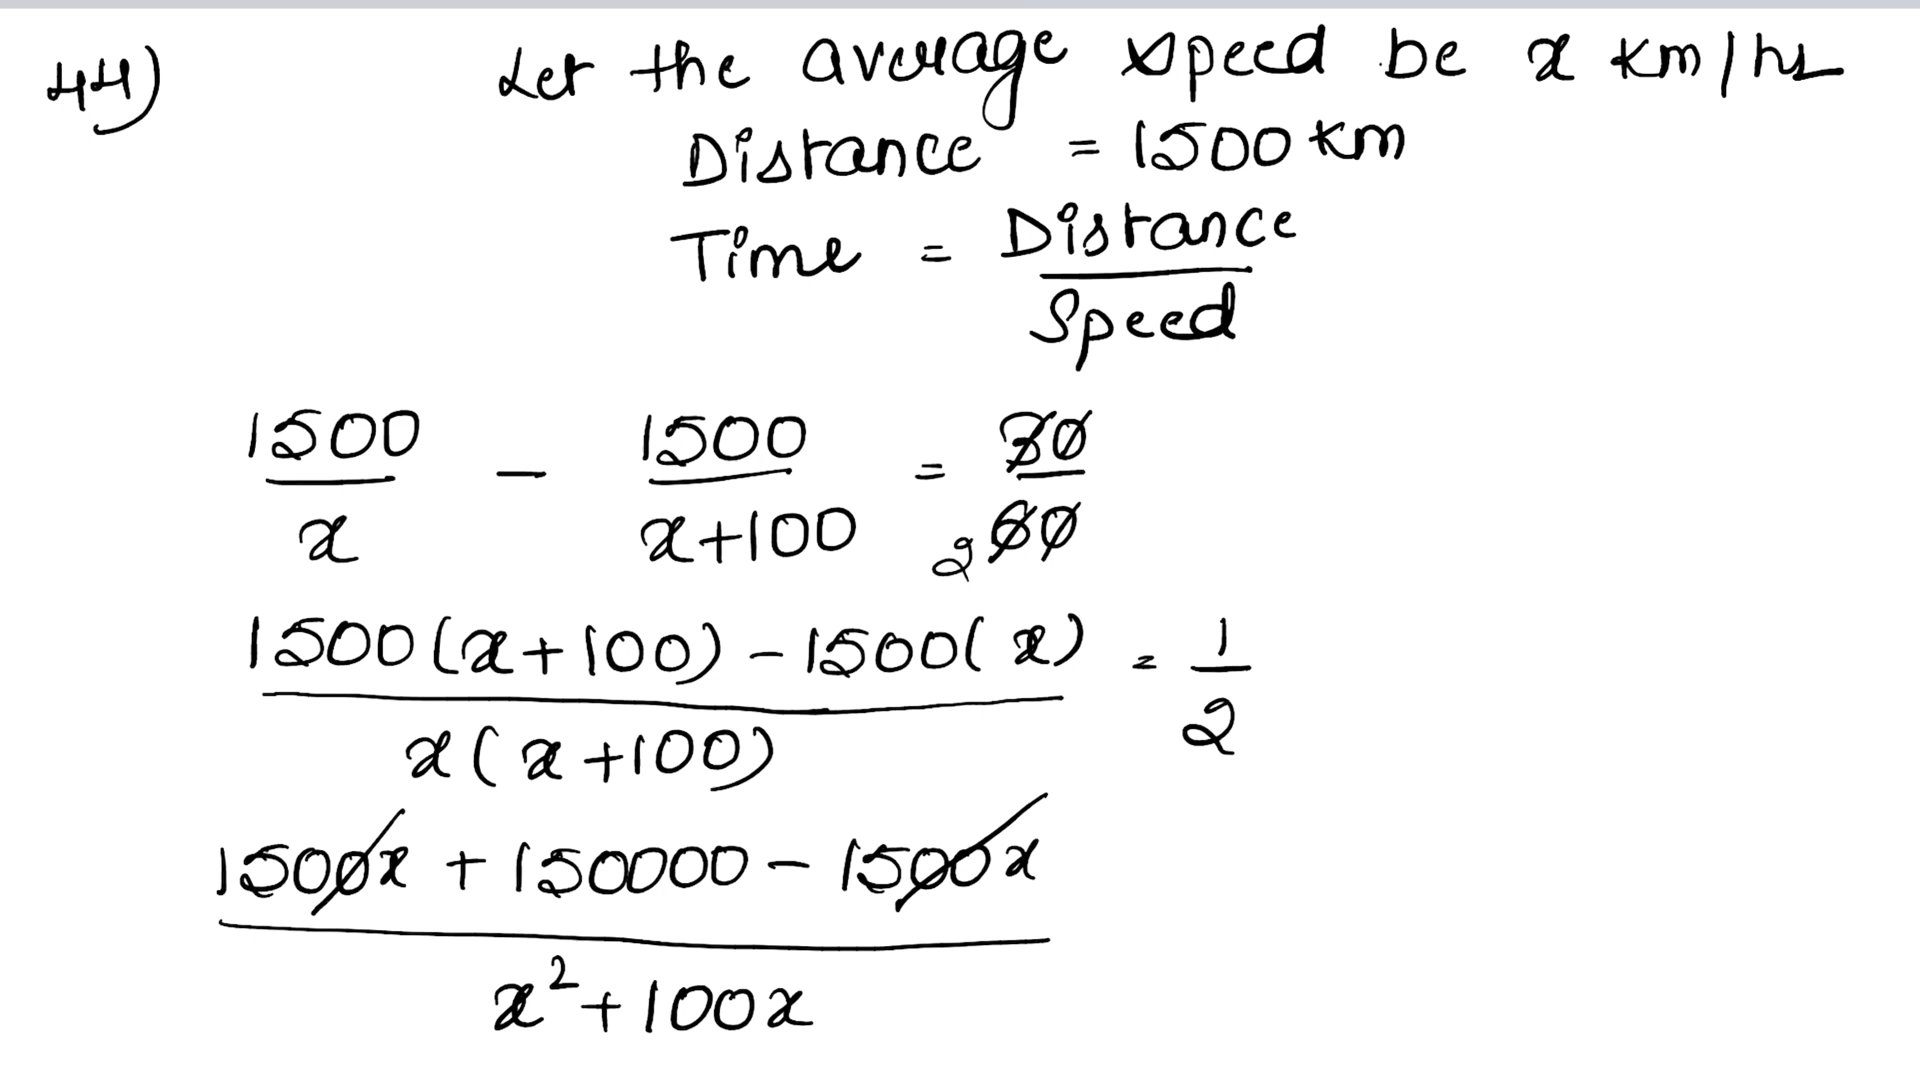 44) Let the average speed be x km/hr
Distance = 1500 km
Time = Distance / Speed
1500/x - 1500/(x+100) = 30/60 2
(1500(x+100) - 1500(x)) / (x(x+100)) = 1/2
(1500x + 150000 - 1500x) / (x²+100x)